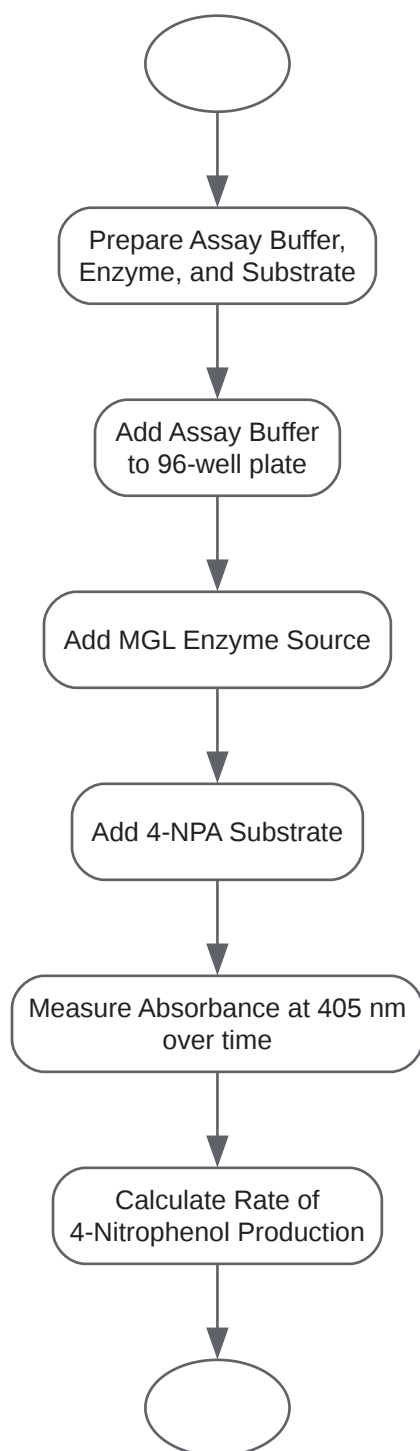 Prepare Assay Buffer,
Enzyme, and Substrate
Add Assay Buffer
to 96-well plate
Add MGL Enzyme Source
Add 4-NPA Substrate
Measure Absorbance at 405 nm
over time
Calculate Rate of
4-Nitrophenol Production